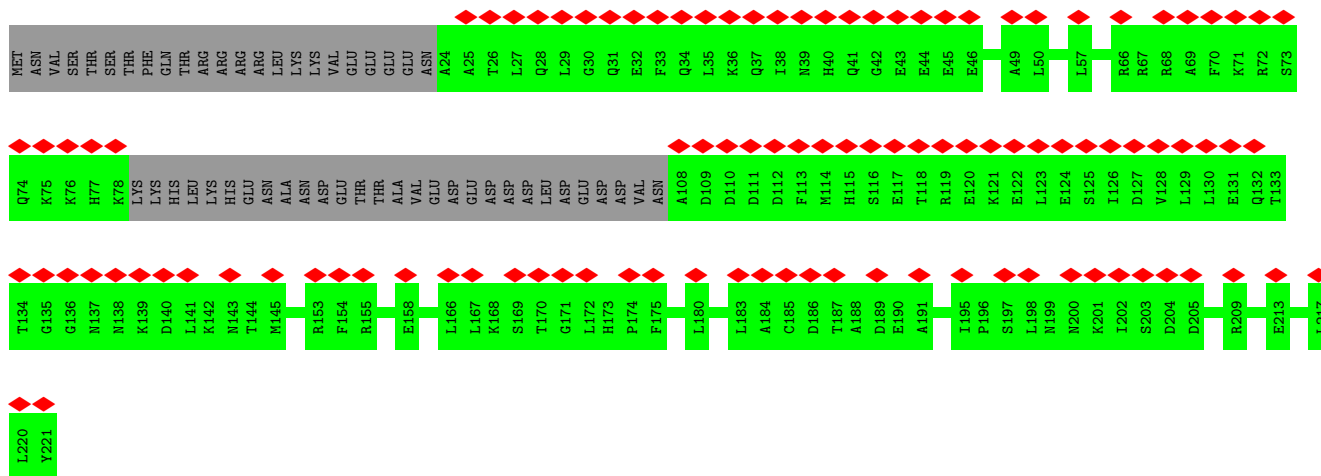 MET ASN VAL SER THR SER THR PHE GLN THR ARG ARG ARG ARG LEU LYS LYS VAL GLU GLU GLU GLU ASN A24 A25 T26 L27 Q28 L29 G30 Q31 E32 F33 Q34 L35 K36 Q37 I38 N39 H40 Q41 G42 E43 E44 E45 E46 A49 L50 L57 R66 R67 R68 A69 F70 K71 R72 S73
Q74 K75 K76 H77 K78 LYS LYS HIS LEU LYS HIS GLU ASN ALA ASN ASP GLU THR THR ALA VAL GLU ASP GLU ASP ASP ASP LEU ASP GLU ASP ASP VAL ASN A108 D109 D110 D111 D112 F113 M114 H115 S116 E117 T118 R119 E120 K121 E122 L123 E124 S125 I126 D127 V128 L129 L130 E131 Q132 T133
T134 G135 G136 N137 N138 K139 D140 L141 K142 N143 T144 M145 R153 F154 R155 E158 L166 L167 K168 S169 T170 G171 L172 H173 P174 F175 L180 L183 A184 C185 D186 T187 A188 D189 E190 A191 I195 P196 S197 L198 N199 N200 K201 I202 S203 D204 D205 R209 E213 L217
L220 Y221